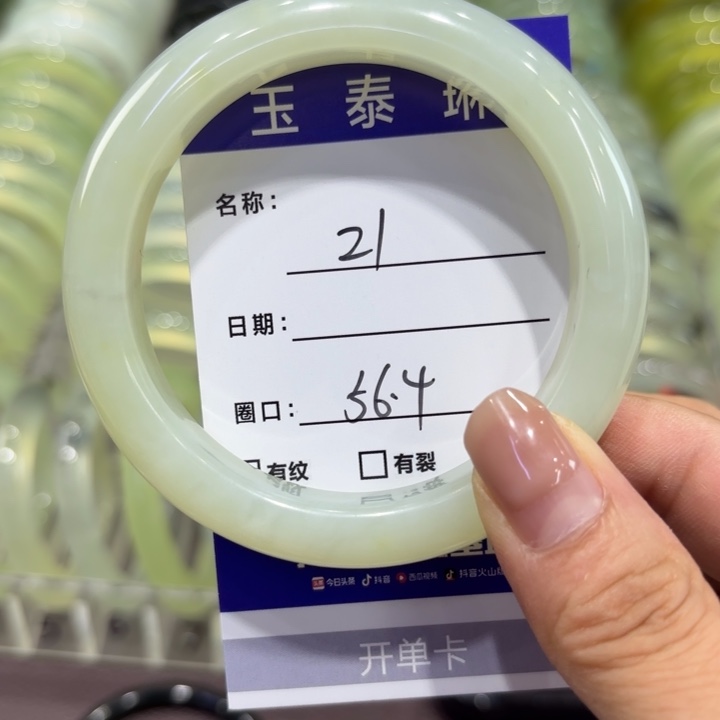 玉泰琳
名称: 21
日期:
圈口: 56.4
有纹 有裂
今日头条 抖音 西瓜视频 抖音火山
开单卡